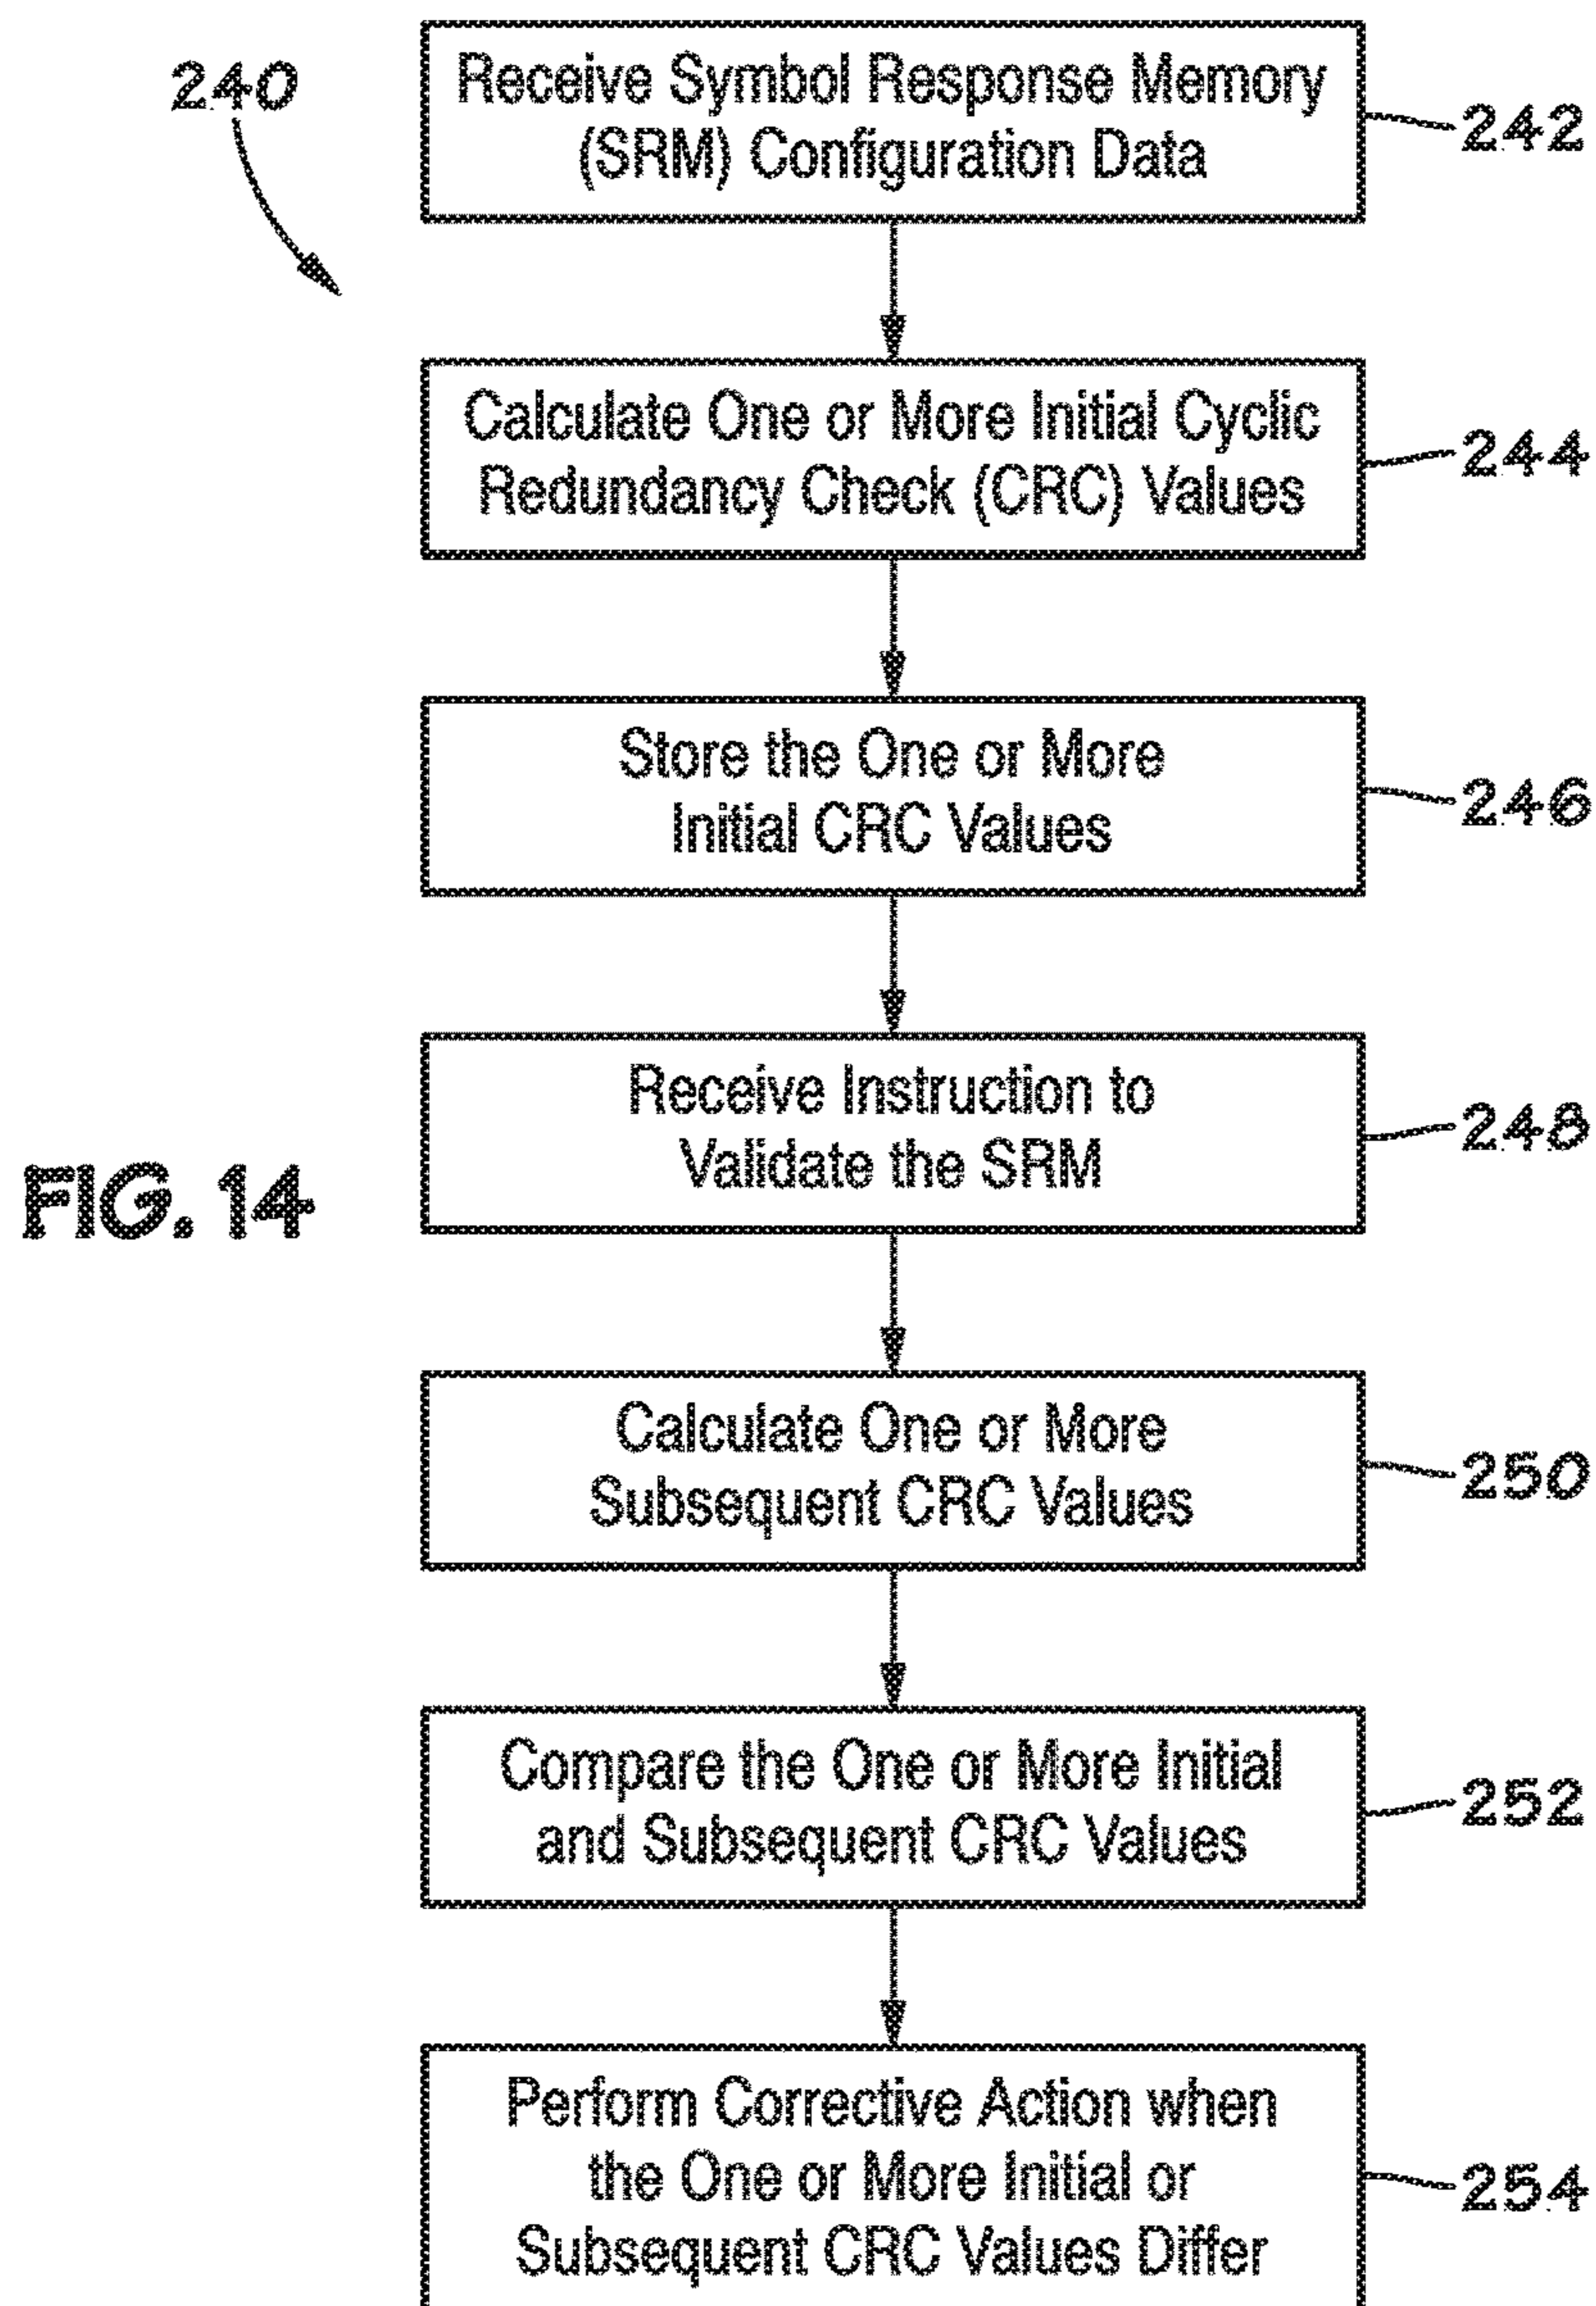 240
Receive Symbol Response Memory
(SRM) Configuration Data
242
Calculate One or More Initial Cyclic
Redundancy Check (CRC) Values
244
Store the One or More
Initial CRC Values
246
Receive Instruction to
Validate the SRM
248
FIG. 14
Calculate One or More
Subsequent CRC Values
250
Compare the One or More Initial
and Subsequent CRC Values
252
Perform Corrective Action when
the One or More Initial or
Subsequent CRC Values Differ
254